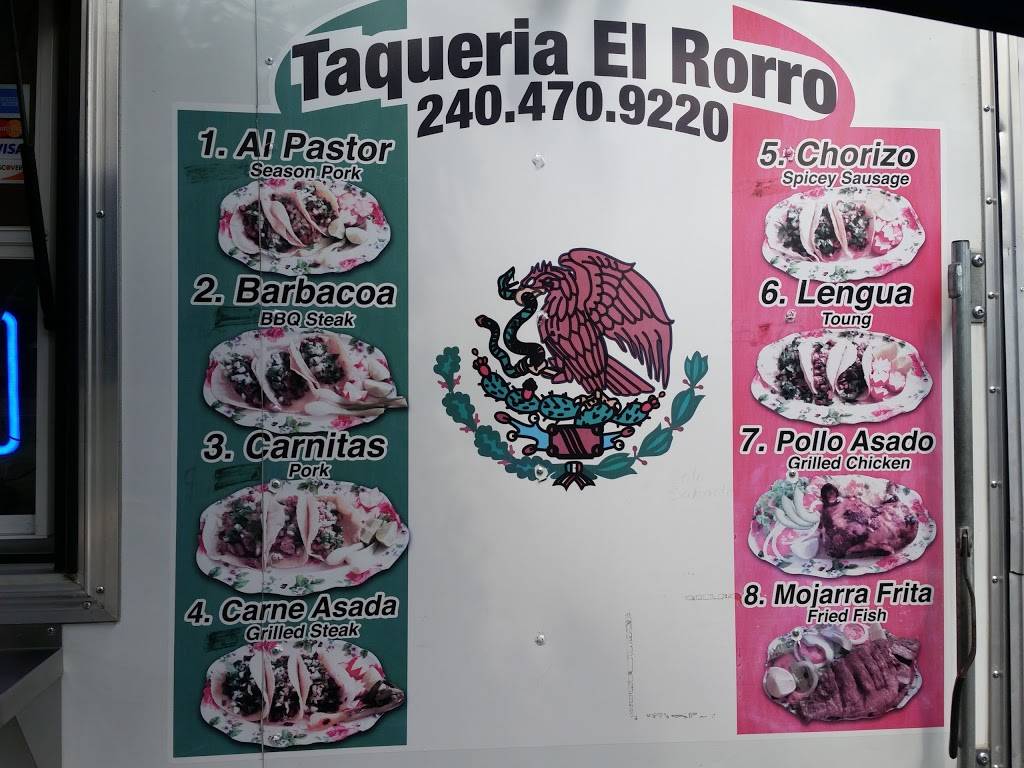 Taqueria El Rorro
240.470.9220
1. Al Pastor
Season Pork
2. Barbacoa
BBQ Steak
3. Carnitas
Pork
4. Carne Asada
Grilled Steak
5. Chorizo
Spicey Sausage
6. Lengua
Toung
7. Pollo Asado
Grilled Chicken
8. Mojarra Frita
Fried Fish
VISA